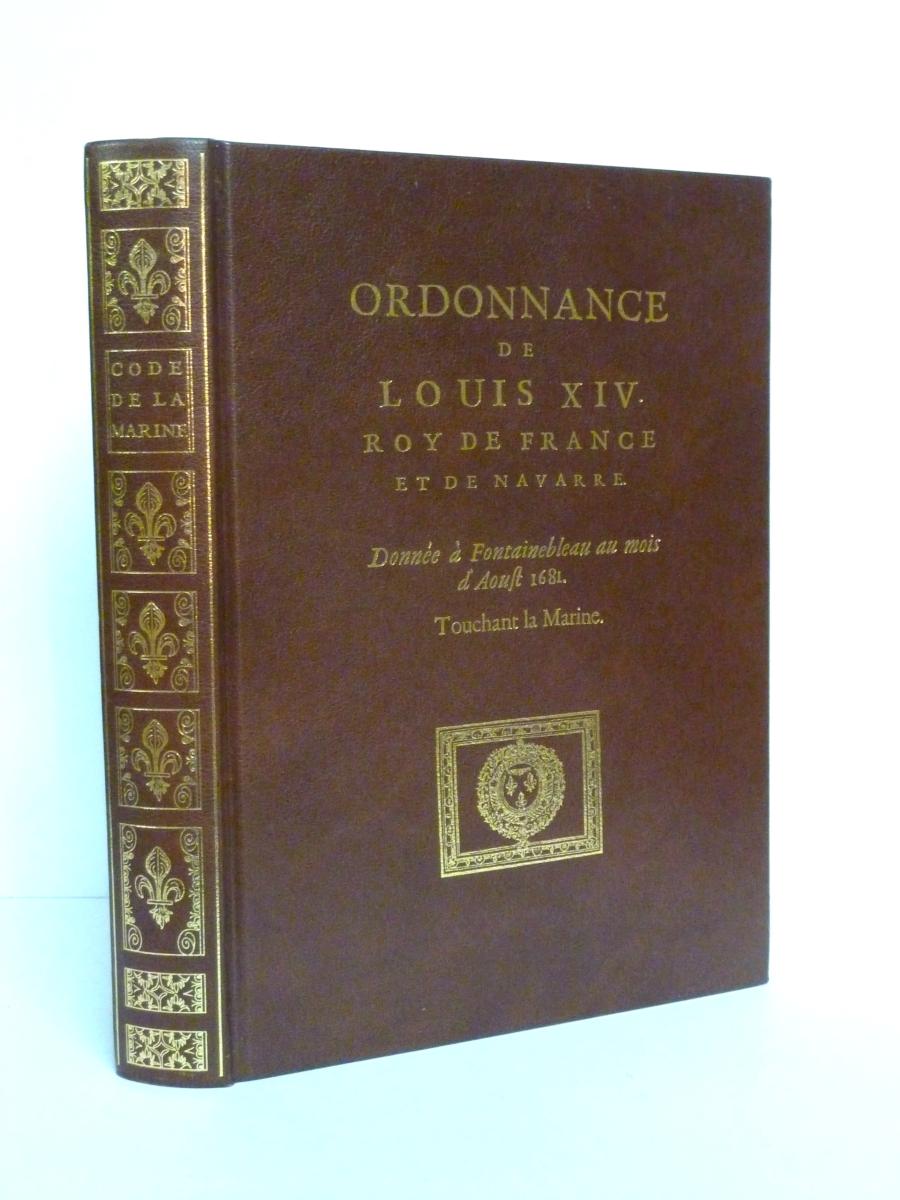 CODE
DE LA
MARINE
ORDONNANCE
DE
LOUIS XIV.
ROY DE FRANCE
ET DE NAVARRE.
Donnée à Fontainebleau au mois
d'Aouſt 1681.
Touchant la Marine.